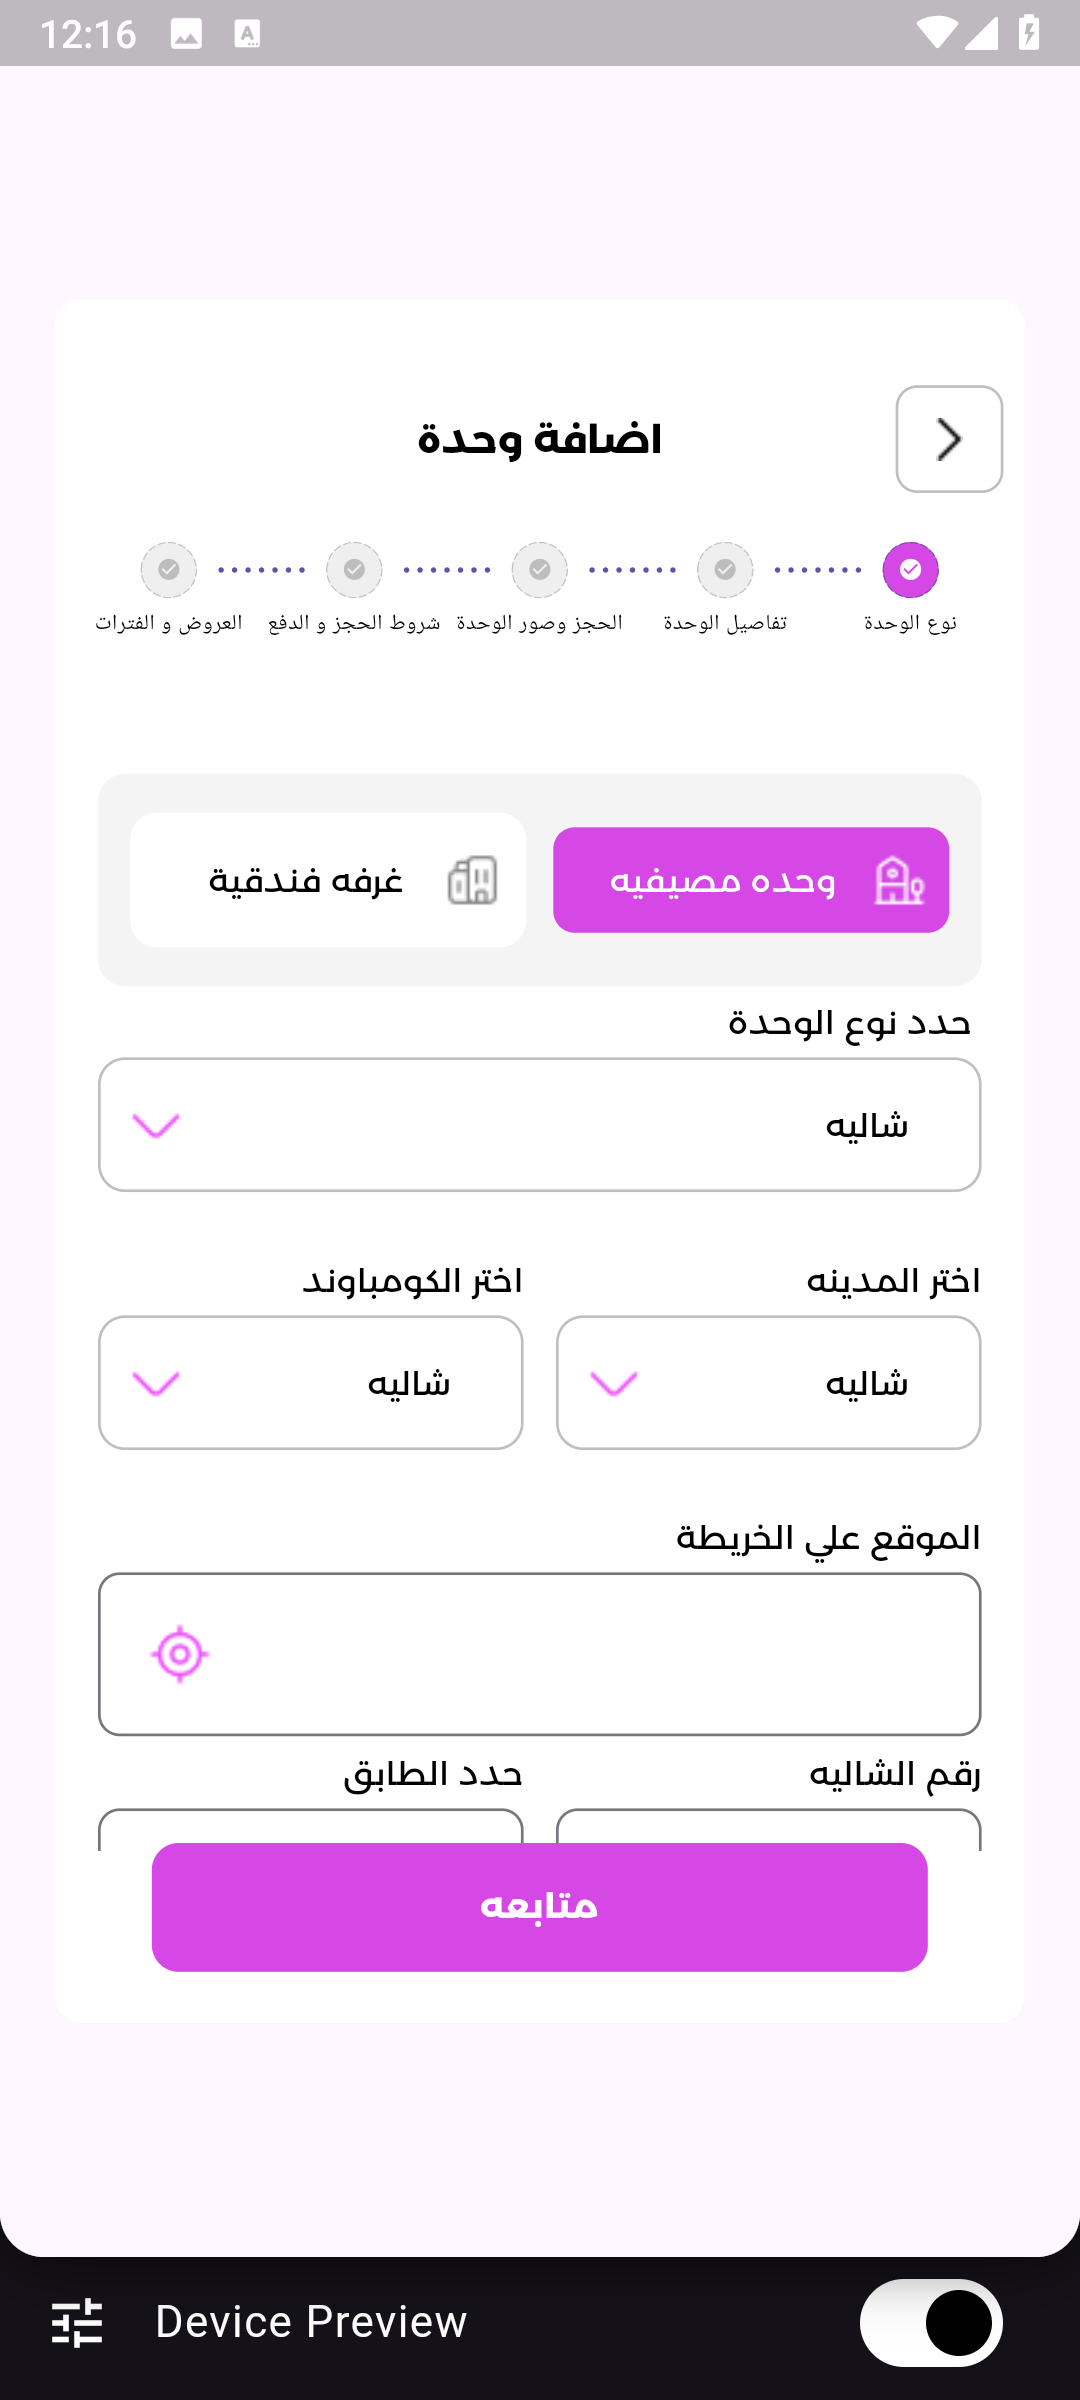 12:16
اضافة وحدة
نوع الوحدة
تفاصيل الوحدة
الحجز وصور الوحدة
شروط الحجز و الدفع
العروض و الفترات
وحده مصيفيه
غرفه فندقية
حدد نوع الوحدة
شاليه
اختر المدينه
اختر الكومباوند
شاليه
شاليه
الموقع علي الخريطة
رقم الشاليه
حدد الطابق
متابعه
Device Preview